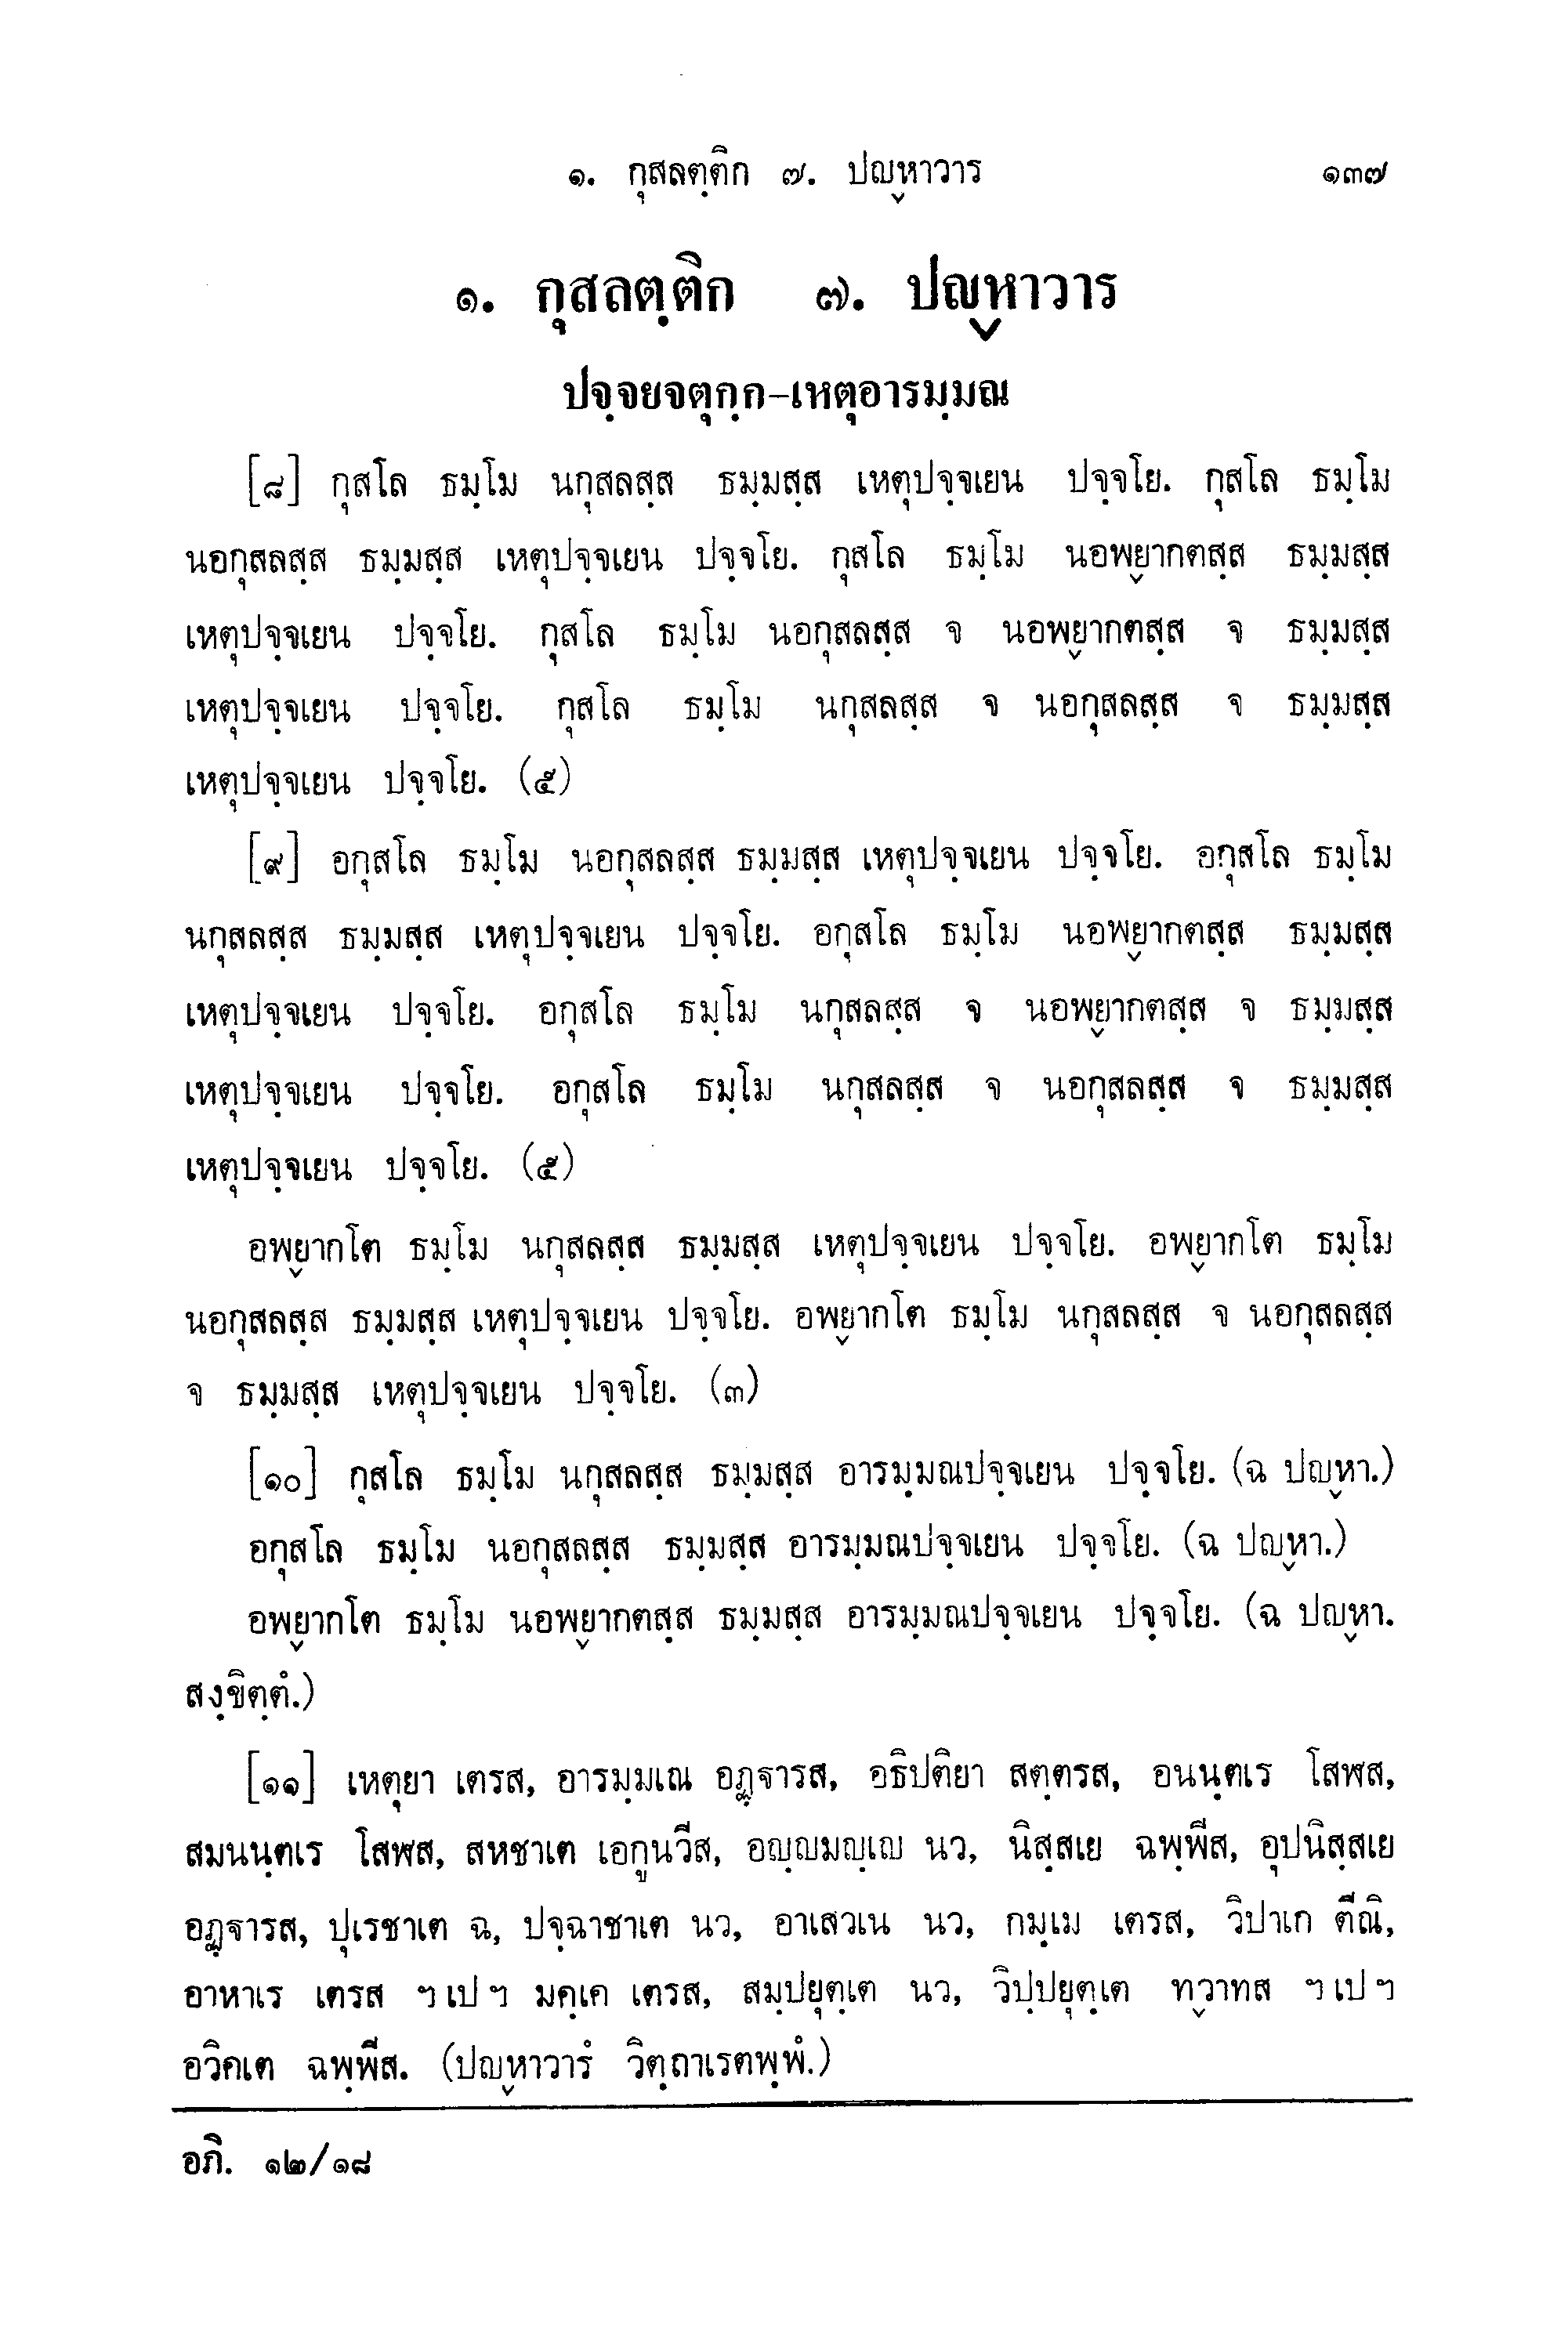 ๑. กุสลตฺติก ๗. ปญฺหาวาร ๑๓๗
๑. กุสลตฺติก ๗. ปญฺหาวาร
ปจฺจยจตุกฺก-เหตุอารมฺมณ
[๘] กุสโล ธมฺโม นกุสลสฺส ธมฺมสฺส เหตุปจฺจเยน ปจฺจโย. กุสโล ธมฺโม
นอกุสลสฺส ธมฺมสฺส เหตุปจฺจเยน ปจฺจโย. กุสโล ธมฺโม นอพฺยากตสฺส ธมฺมสฺส
เหตุปจฺจเยน ปจฺจโย. กุสโล ธมฺโม นอกุสลสฺส จ นอพฺยากตสฺส จ ธมฺมสฺส
เหตุปจฺจเยน ปจฺจโย. กุสโล ธมฺโม นกุสลสฺส จ นอกุสลสฺส จ ธมฺมสฺส
เหตุปจฺจเยน ปจฺจโย. (๕)
[๙] อกุสโล ธมฺโม นอกุสลสฺส ธมฺมสฺส เหตุปจฺจเยน ปจฺจโย. อกุสโล ธมฺโม
นกุสลสฺส ธมฺมสฺส เหตุปจฺจเยน ปจฺจโย. อกุสโล ธมฺโม นอพฺยากตสฺส ธมฺมสฺส
เหตุปจฺจเยน ปจฺจโย. อกุสโล ธมฺโม นกุสลสฺส จ นอพฺยากตสฺส จ ธมฺมสฺส
เหตุปจฺจเยน ปจฺจโย. อกุสโล ธมฺโม นกุสลสฺส จ นอกุสลสฺส จ ธมฺมสฺส
เหตุปจฺจเยน ปจฺจโย. (๕)
อพฺยากโต ธมฺโม นกุสลสฺส ธมฺมสฺส เหตุปจฺจเยน ปจฺจโย. อพฺยากโต ธมฺโม
นอกุสลสฺส ธมฺมสฺส เหตุปจฺจเยน ปจฺจโย. อพฺยากโต ธมฺโม นกุสลสฺส จ นอกุสลสฺส
จ ธมฺมสฺส เหตุปจฺจเยน ปจฺจโย. (๓)
[๑๐] กุสโล ธมฺโม นกุสลสฺส ธมฺมสฺส อารมฺมณปจฺจเยน ปจฺจโย. (ฉ ปญฺหา.)
อกุสโล ธมฺโม นอกุสลสฺส ธมฺมสฺส อารมฺมณปจฺจเยน ปจฺจโย. (ฉ ปญฺหา.)
อพฺยากโต ธมฺโม นอพฺยากตสฺส ธมฺมสฺส อารมฺมณปจฺจเยน ปจฺจโย. (ฉ ปญฺหา.
สงฺขิตฺตํ.)
[๑๑] เหตุยา เตรส, อารมฺมเณ อฏฺฐารส, อธิปติยา สตฺตรส, อนนฺตเร โสฬส,
สมนนฺตเร โสฬส, สหชาเต เอกูนวีส, อญฺญมญฺเญ นว, นิสฺสเย ฉพฺพีส, อุปนิสฺสเย
อฏฺฐารส, ปุเรชาเต ฉ, ปจฺฉาชาเต นว, อาเสวเน นว, กมฺเม เตรส, วิปาเก ตีณิ,
อาหาเร เตรส ฯเปฯ มคฺเค เตรส, สมฺปยุตฺเต นว, วิปฺปยุตฺเต ทฺวาทส ฯเปฯ
อวิคเต ฉพฺพีส. (ปญฺหาวารํ วิตฺถาเรตพฺพํ.)
อภิ. ๑๒/๑๘